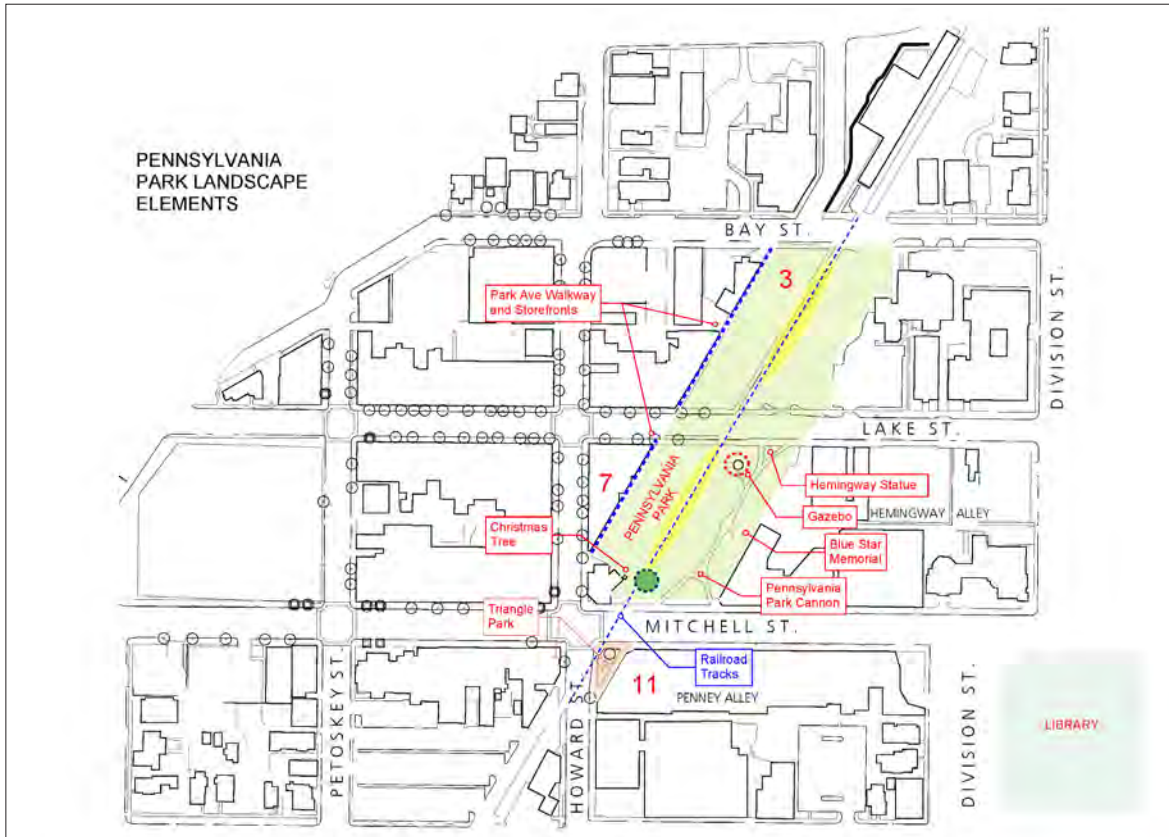 PENNSYLVANIA
PARK LANDSCAPE
ELEMENTS
BAY ST.
3
DIVISION ST.
Park Ave Walkway
and Storefronts
LAKE ST.
7
PENNSYLVANIA
PARK
Hemingway Statue
Gazebo
HEMINGWAY ALLEY
Blue Star
Memorial
Christmas
Tree
Pennsylvania
Park Cannon
Triangle
Park
MITCHELL ST.
Railroad
Tracks
11
PENNEY ALLEY
PETOSKEY ST.
HOWARD ST.
DIVISION ST.
LIBRARY